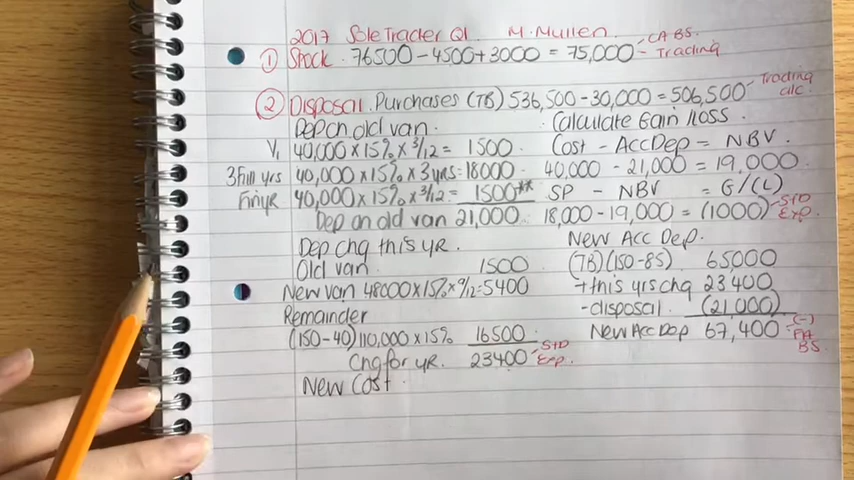 2017 Sole Trader Q1 M. Mullen
① Stock 76500 - 4500 + 3000 = 75,000 - CA BS. - Trading
② Disposal. Purchases (TB) 536,500 - 30,000 = 506,500 Trading a/c.
Dep on old van. Calculate Gain / loss
Y1 40,000 x 15% x 3/12 = 1500 Cost - Acc Dep = NBV.
3 Full yrs 40,000 x 15% x 3 yrs = 18000 40,000 - 21,000 = 19,000
Fin yr 40,000 x 15% x 3/12 = 1500** SP - NBV = G/(L)
Dep on old van 21,000 18,000 - 19,000 = (1000) - S+D Exp.
Dep chg this yr. New Acc Dep.
Old van 1500 (TB) (150-85) 65,000
New van 48000 x 15% x 9/12 = 5400 + this yrs chg 23400
Remainder - disposal. (21,000)
(150-40) 110,000 x 15% 16500 New Acc Dep 67,400 (-) FA BS
Chg for yr. 23400 - S+D Exp.
New Cost